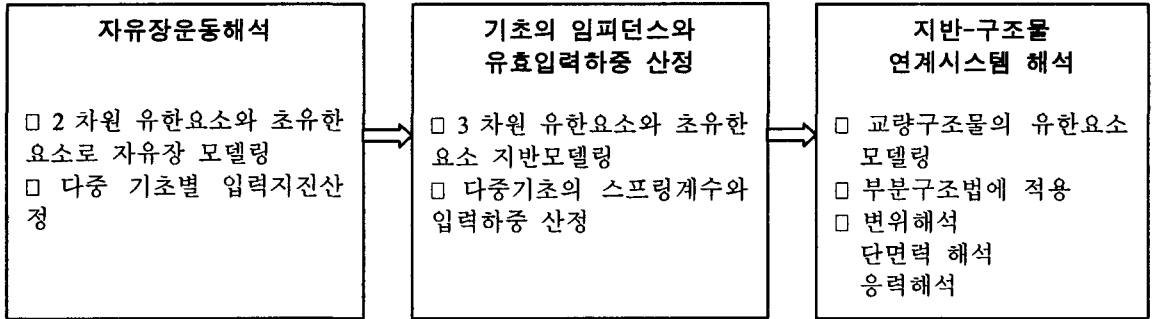 자유장운동해석
□ 2 차원 유한요소와 초유한
요소로 자유장 모델링
□ 다중 기초별 입력지진산
정
기초의 임피던스와
유효입력하중 산정
□ 3 차원 유한요소와 초유한
요소 지반모델링
□ 다중기초의 스프링계수와
입력하중 산정
지반-구조물
연계시스템 해석
□ 교량구조물의 유한요소
모델링
□ 부분구조법에 적용
□ 변위해석
단면력 해석
응력해석